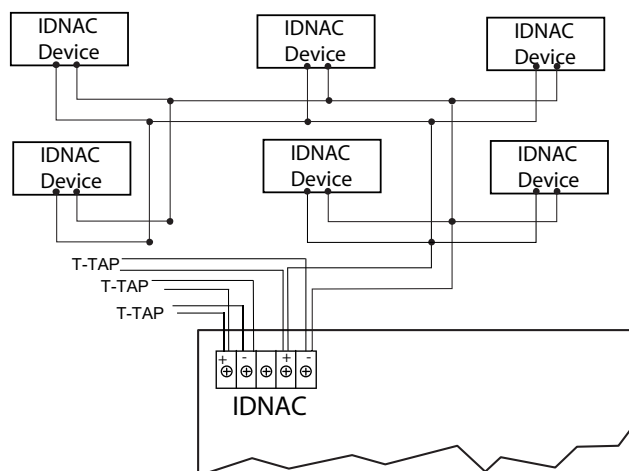 IDNAC
Device
IDNAC
Device
IDNAC
Device
IDNAC
Device
IDNAC
Device
IDNAC
Device
T-TAP
T-TAP
T-TAP
+ - + -
IDNAC